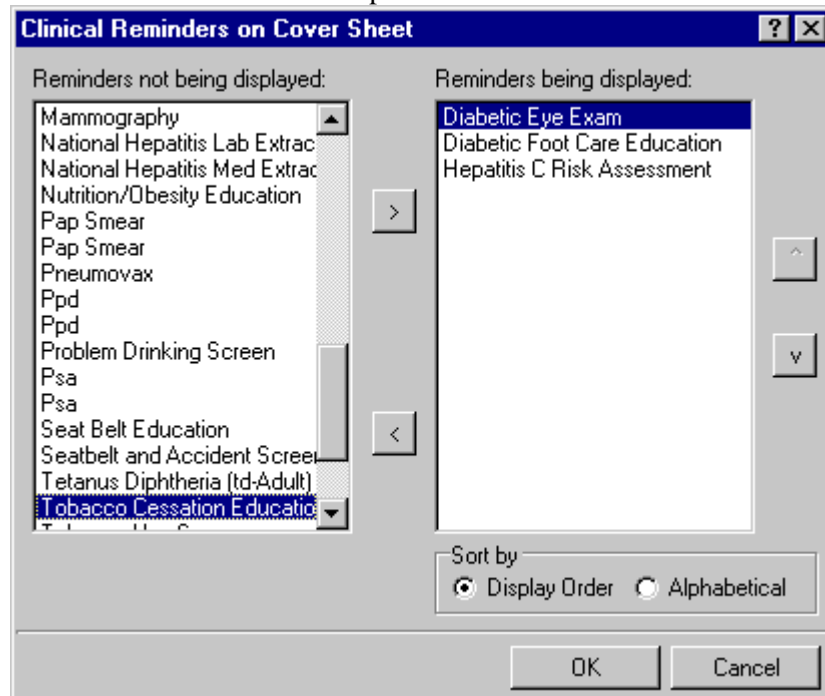 Clinical Reminders on Cover Sheet
? ×
Reminders not being displayed:
Mammography
National Hepatitis Lab Extrac
National Hepatitis Med Extrac
Nutrition/Obesity Education
Pap Smear
Pap Smear
Pneumovax
Ppd
Ppd
Problem Drinking Screen
Psa
Psa
Seat Belt Education
Seatbelt and Accident Screen
Tetanus Diphtheria (td-Adult)
Tobacco Cessation Educatio
>
<
Reminders being displayed:
Diabetic Eye Exam
Diabetic Foot Care Education
Hepatitis C Risk Assessment
^
v
Sort by
Display Order Alphabetical
OK Cancel